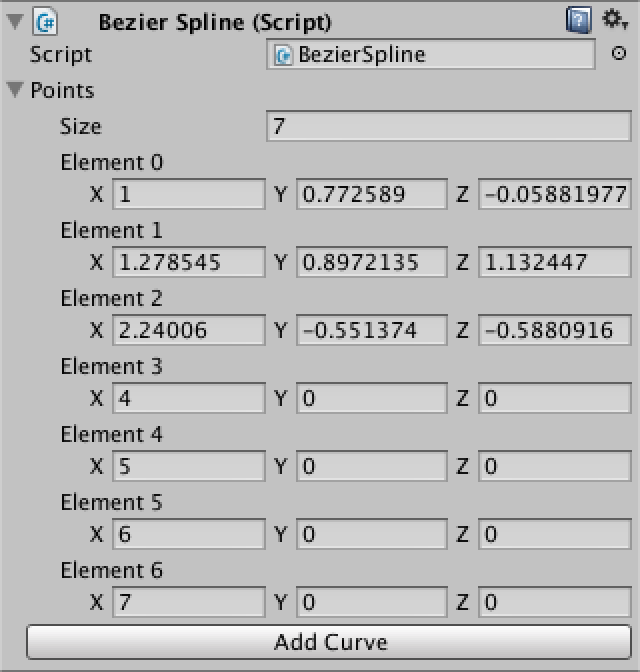 Bezier Spline (Script)
Script BezierSpline
Points
Size 7
Element 0
X 1 Y 0.772589 Z -0.05881977
Element 1
X 1.278545 Y 0.8972135 Z 1.132447
Element 2
X 2.24006 Y -0.551374 Z -0.5880916
Element 3
X 4 Y 0 Z 0
Element 4
X 5 Y 0 Z 0
Element 5
X 6 Y 0 Z 0
Element 6
X 7 Y 0 Z 0
Add Curve